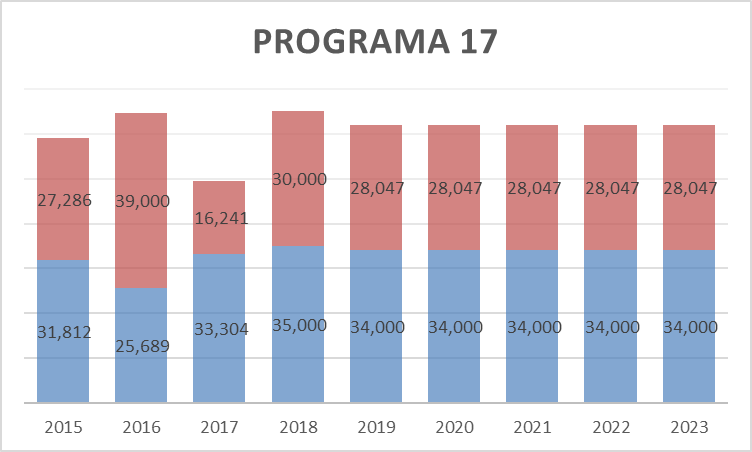 PROGRAMA 17
27,286 39,000 16,241 30,000 28,047 28,047 28,047 28,047 28,047
31,812 25,689 33,304 35,000 34,000 34,000 34,000 34,000 34,000
2015 2016 2017 2018 2019 2020 2021 2022 2023